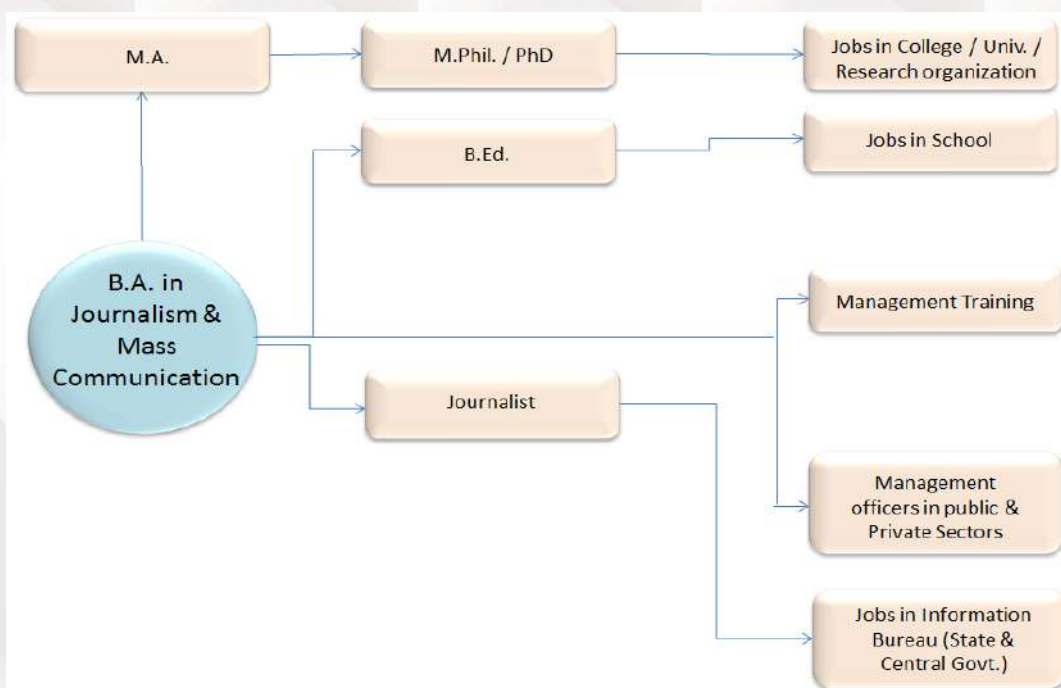 M.A.
M.Phil. / PhD
Jobs in College / Univ. /
Research organization
B.Ed.
Jobs in School
B.A. in
Journalism &
Mass
Communication
Management Training
Journalist
Management
officers in public &
Private Sectors
Jobs in Information
Bureau (State &
Central Govt.)